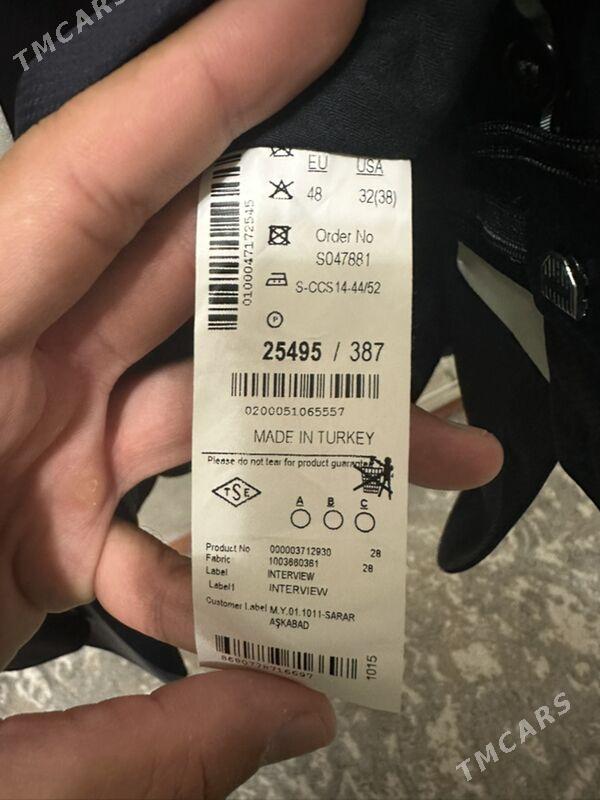 TMCARS
EU USA
48 32(38)
0100047172545
Order No
S047881
S-CCS14-44/52
P
25495 / 387
0200051065557
MADE IN TURKEY
Please do not tear for product guarantee
TSE
A B C
Product No 000003712930 28
Fabric 1003660361 28
Label INTERVIEW
Label1 INTERVIEW
Customer Label M.Y.01.1011-SARAR
AŞKABAD
8680778716697
1015
TMCARS